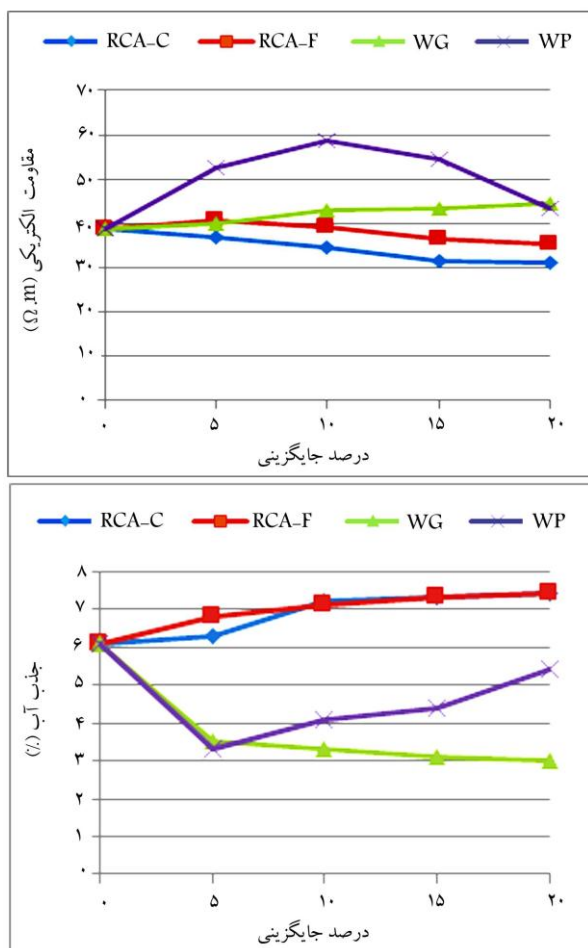 RCA-C RCA-F WG WP
۷۰
۶۰
۵۰
۴۰
۳۰
۲۰
۱۰
۰
مقاومت الکتریکی (Ω.m)
۰ ۵ ۱۰ ۱۵ ۲۰
درصد جایگزینی
RCA-C RCA-F WG WP
۸
۷
۶
۵
۴
۳
۲
۱
۰
جذب آب (٪)
۰ ۵ ۱۰ ۱۵ ۲۰
درصد جایگزینی